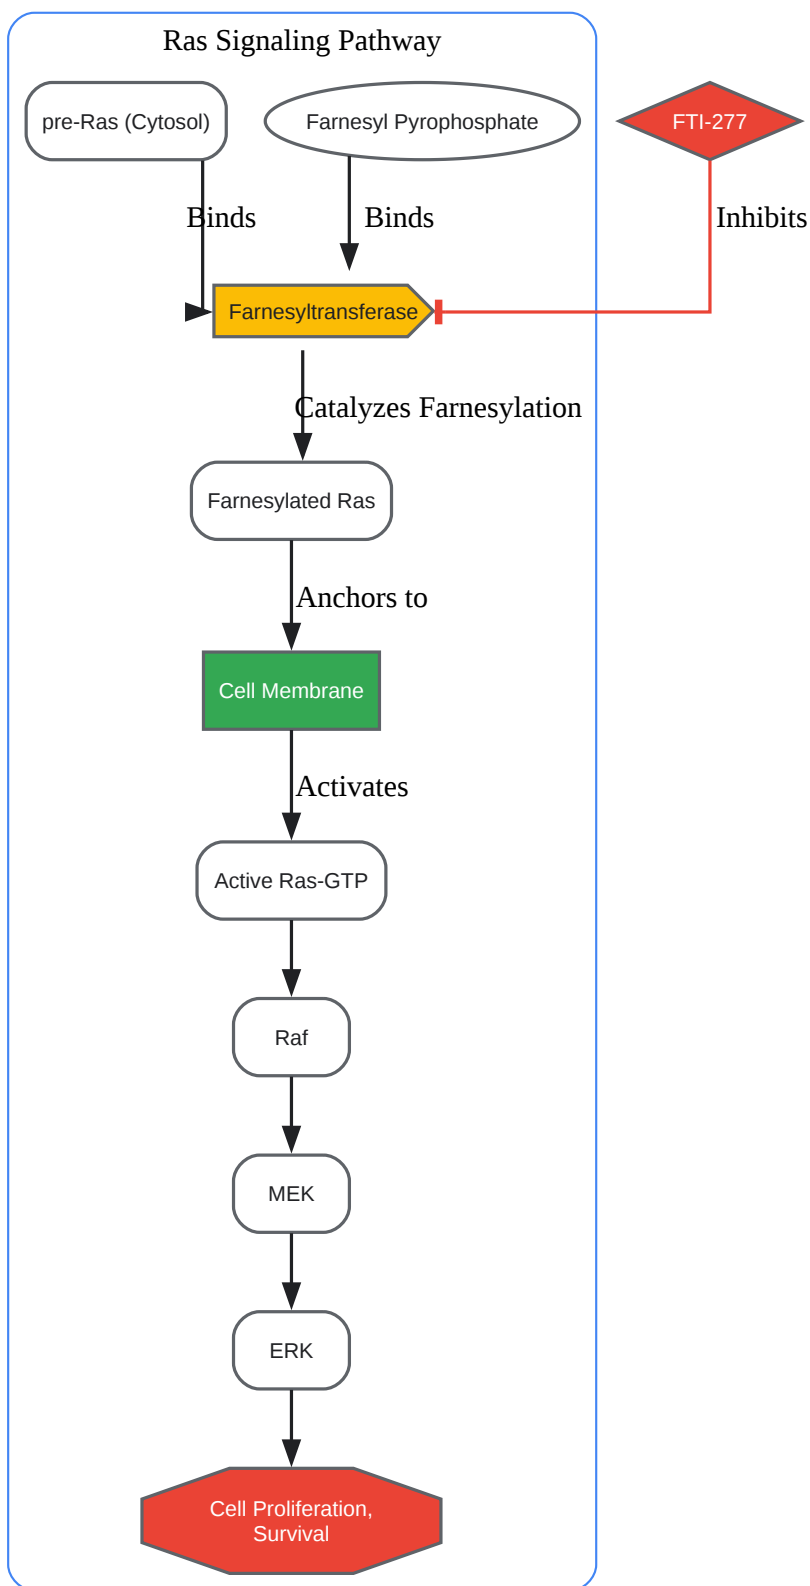 Ras Signaling Pathway
pre-Ras (Cytosol)
Farnesyl Pyrophosphate
FTI-277
Binds
Binds
Inhibits
Farnesyltransferase
Catalyzes Farnesylation
Farnesylated Ras
Anchors to
Cell Membrane
Activates
Active Ras-GTP
Raf
MEK
ERK
Cell Proliferation,
Survival